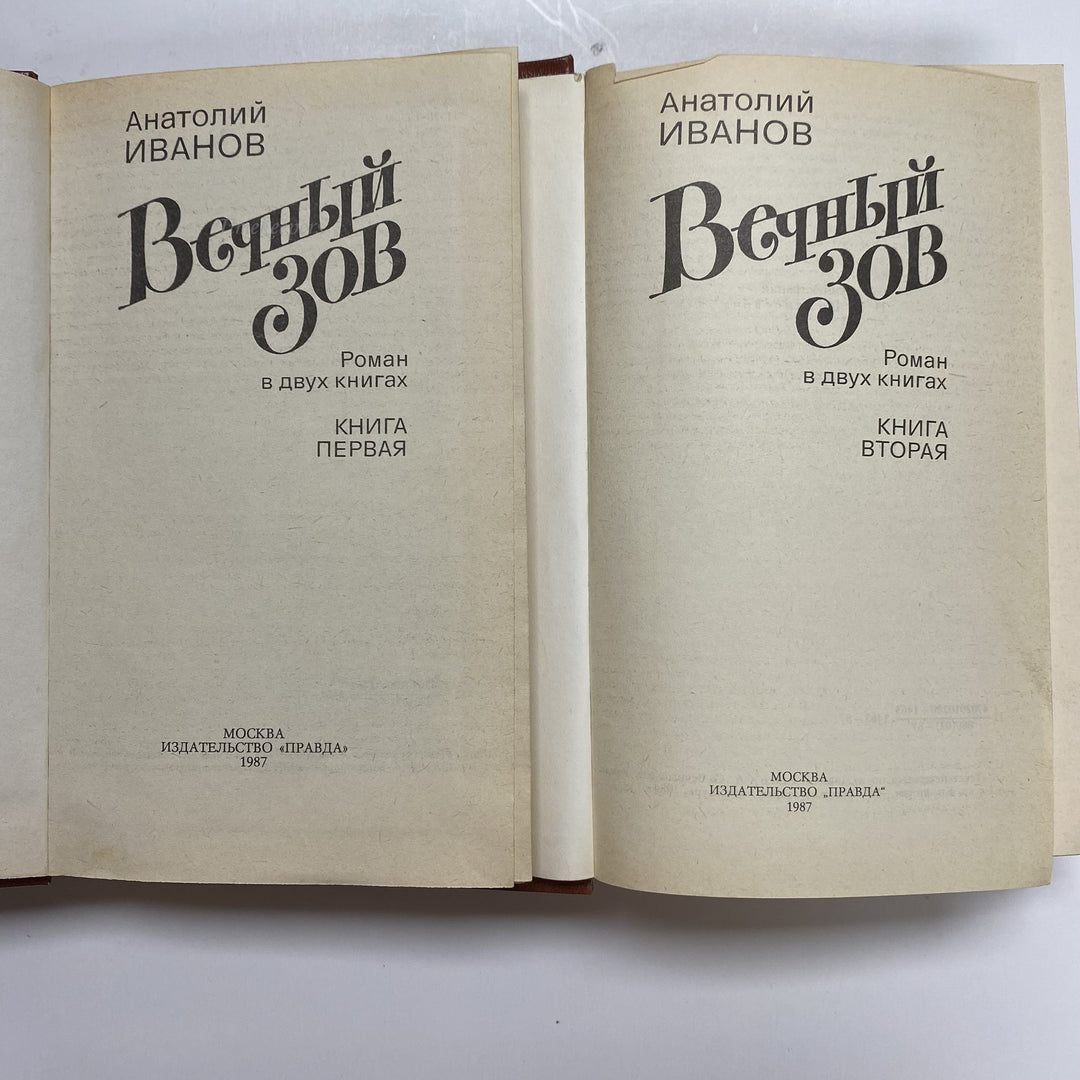 Анатолий
ИВАНОВ
Вечный
зов
Роман
в двух книгах
КНИГА
ПЕРВАЯ
МОСКВА
ИЗДАТЕЛЬСТВО «ПРАВДА»
1987
Анатолий
ИВАНОВ
Вечный
зов
Роман
в двух книгах
КНИГА
ВТОРАЯ
МОСКВА
ИЗДАТЕЛЬСТВО „ПРАВДА“
1987